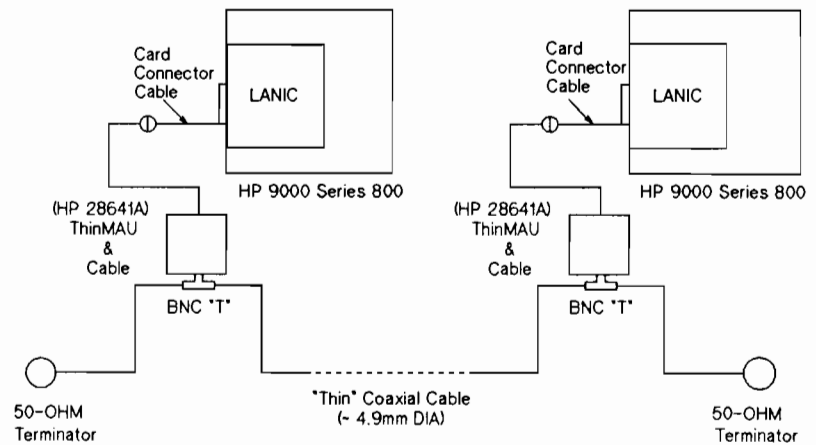 Card
Connector
Cable
LANIC
HP 9000 Series 800
(HP 28641A)
ThinMAU
&
Cable
BNC "T"
50-OHM
Terminator
"Thin" Coaxial Cable
(~ 4.9mm DIA)
Card
Connector
Cable
LANIC
HP 9000 Series 800
(HP 28641A)
ThinMAU
&
Cable
BNC "T"
50-OHM
Terminator